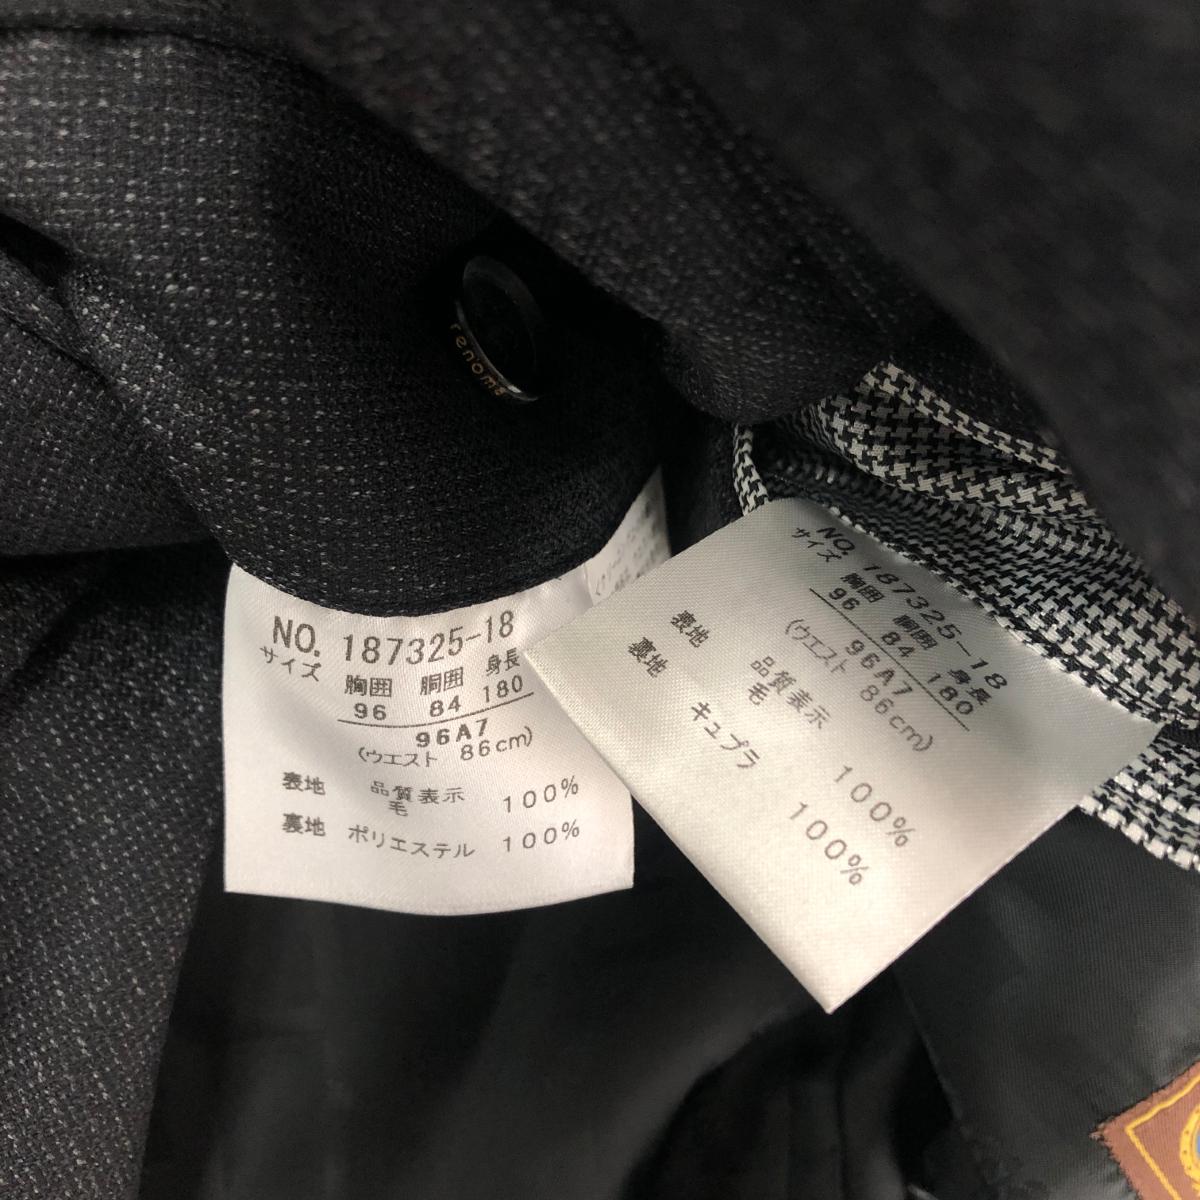 renoma
NO. 187325-18
サイズ 胸囲 胴囲 身長
96 84 180
96A7
(ウエスト 86cm)
品質表示
表地 毛 100%
裏地 ポリエステル 100%
NO. 187325-18
サイズ 胸囲 胴囲 身長
96 84 180
96A7
(ウエスト 86cm)
品質表示
表地 毛 100%
裏地 キュプラ 100%